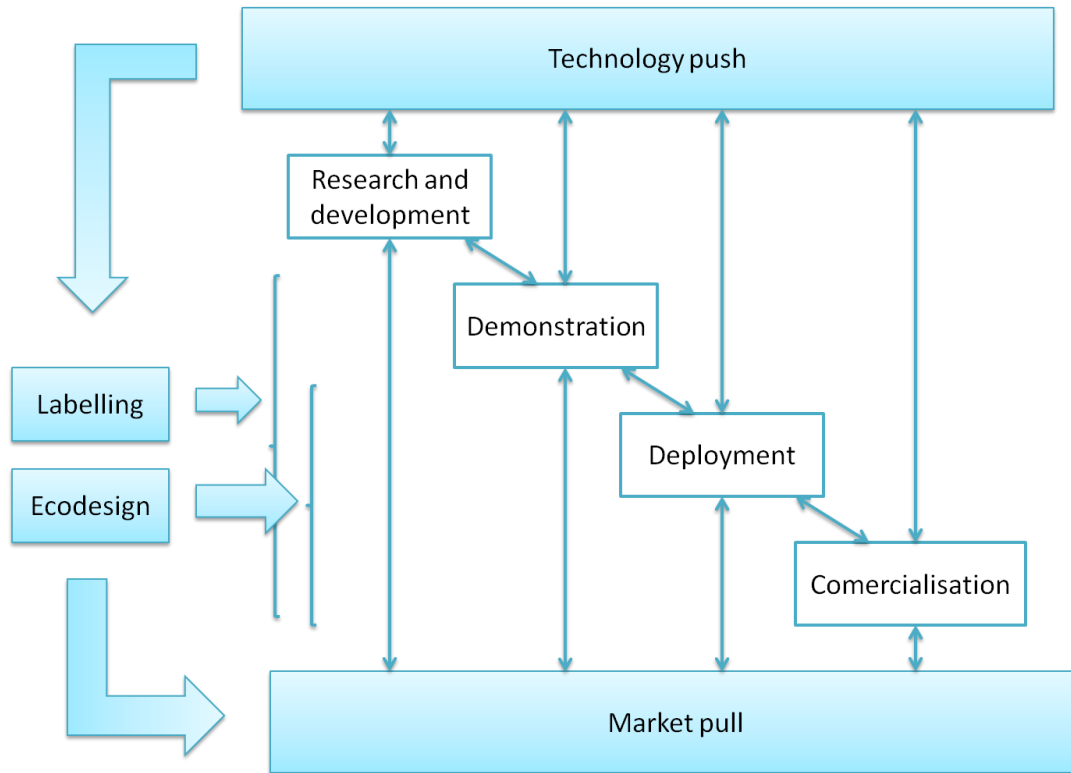 Technology push
Research and
development
Demonstration
Labelling
Deployment
Ecodesign
Comercialisation
Market pull